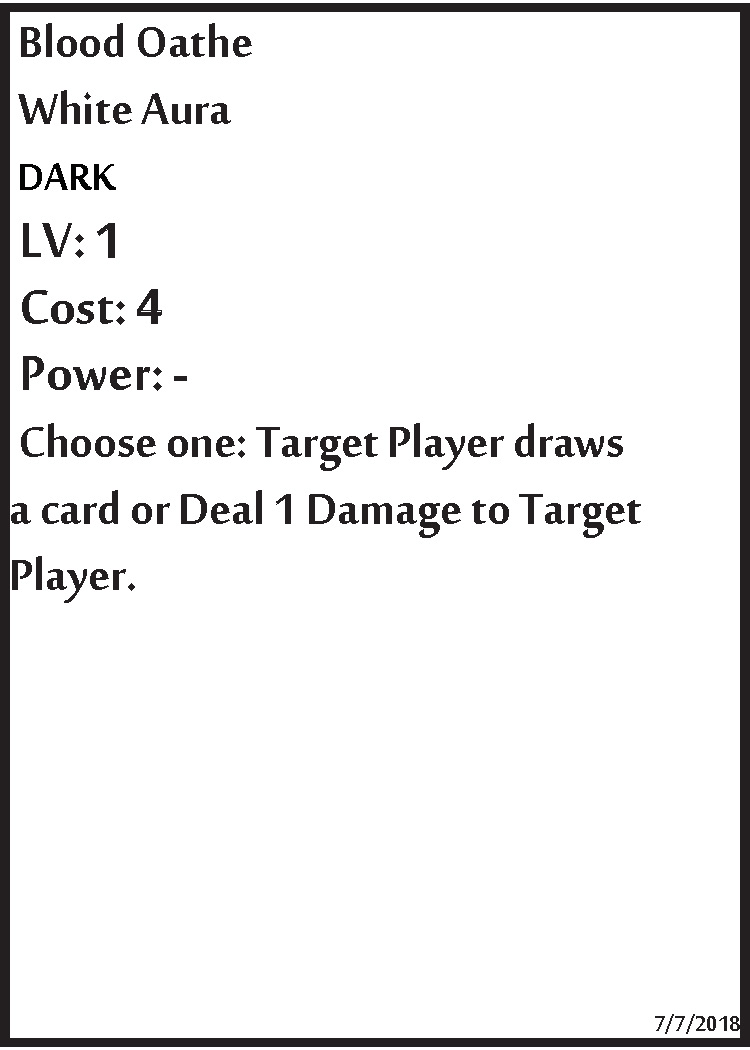 Blood Oathe
White Aura
DARK
LV: 1
Cost: 4
Power: -
Choose one: Target Player draws
a card or Deal 1 Damage to Target
Player.
7/7/2018